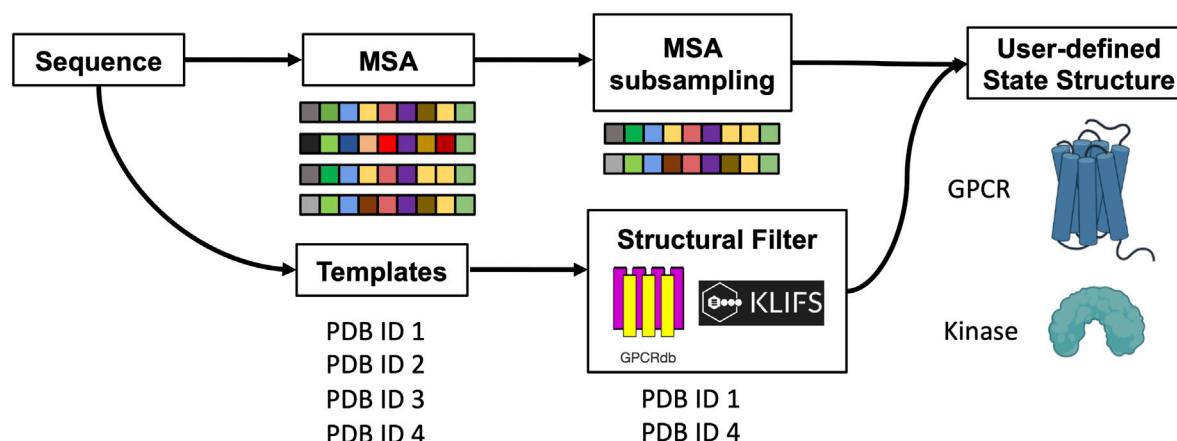 Sequence
MSA
MSA
subsampling
User-defined
State Structure
GPCR
Templates
Structural Filter
KLIFS
GPCRdb
Kinase
PDB ID 1
PDB ID 2
PDB ID 3
PDB ID 4
PDB ID 1
PDB ID 4